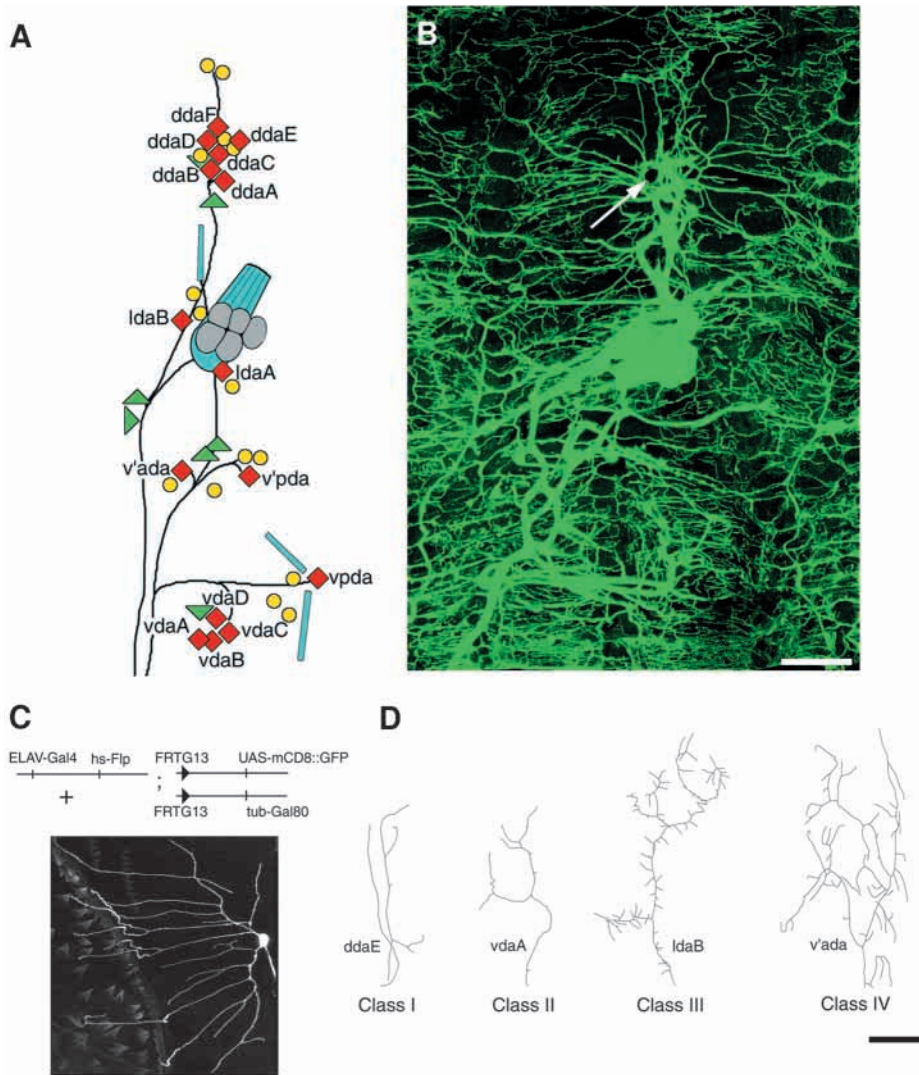 A
B
ddaF
ddaD
ddaE
ddaC
ddaB
ddaA
ldaB
ldaA
v'ada
v'pda
vpda
vdaD
vdaA
vdaC
vdaB
C
ELAV-Gal4 hs-Flp FRTG13 UAS-mCD8::GFP
+ ;
FRTG13 tub-Gal80
D
ddaE vdaA ldaB v'ada
Class I Class II Class III Class IV